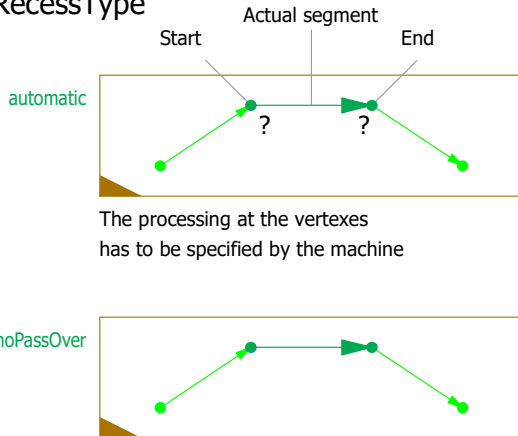 RecessType
Actual segment
Start
End
automatic
?
?
The processing at the vertexes
has to be specified by the machine
noPassOver